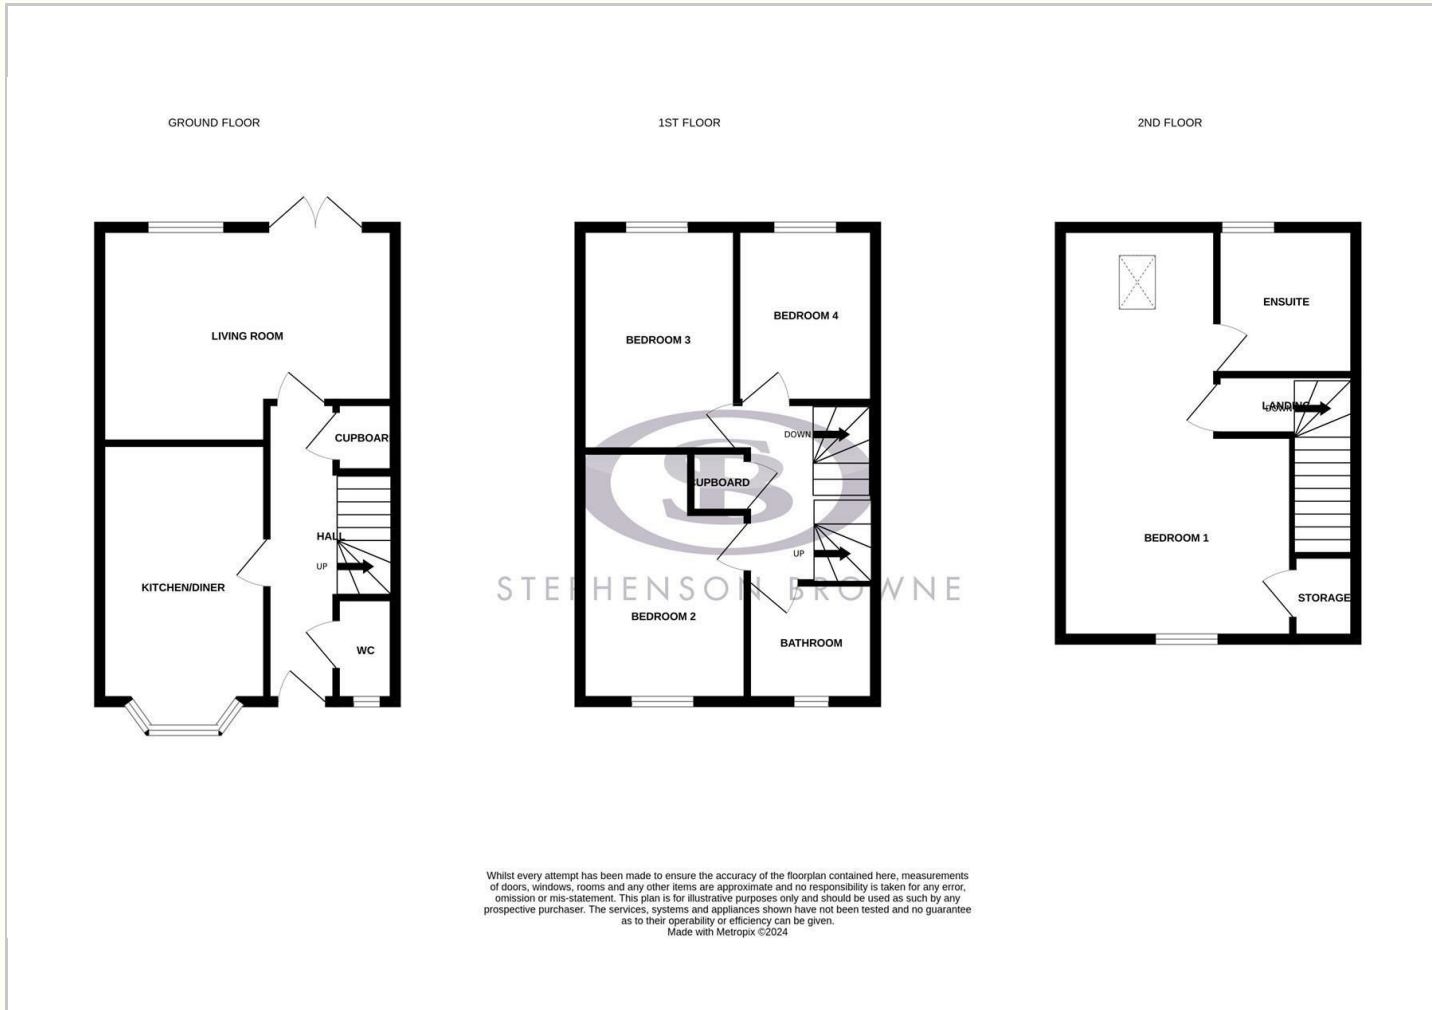 GROUND FLOOR
1ST FLOOR
2ND FLOOR
LIVING ROOM
CUPBOAR
HALL
UP
KITCHEN/DINER
WC
BEDROOM 3
BEDROOM 4
DOWN
CUPBOARD
UP
BEDROOM 2
BATHROOM
ENSUITE
LANDING
DOWN
BEDROOM 1
STORAGE
SB
STEPHENSON BROWNE
Whilst every attempt has been made to ensure the accuracy of the floorplan contained here, measurements
of doors, windows, rooms and any other items are approximate and no responsibility is taken for any error,
omission or mis-statement. This plan is for illustrative purposes only and should be used as such by any
prospective purchaser. The services, systems and appliances shown have not been tested and no guarantee
as to their operability or efficiency can be given.
Made with Metropix ©2024